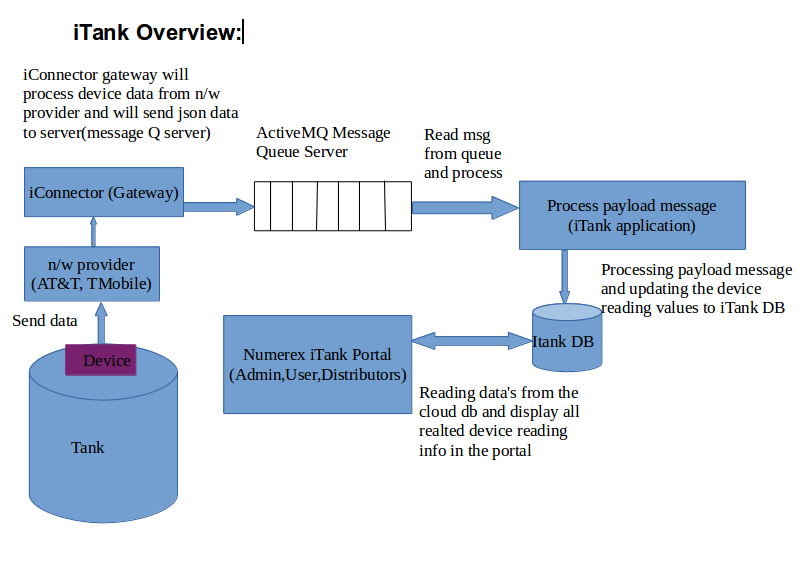 iTank Overview:
iConnector gateway will
process device data from n/w
provider and will send json data
to server(message Q server)
ActiveMQ Message
Queue Server
Read msg
from queue
and process
iConnector (Gateway)
Process payload message
(iTank application)
n/w provider
(AT&T, TMobile)
Processing payload message
and updating the device
reading values to iTank DB
Send data
Itank DB
Numerex iTank Portal
(Admin,User,Distributors)
Device
Reading data's from the
cloud db and display all
realted device reading
info in the portal
Tank